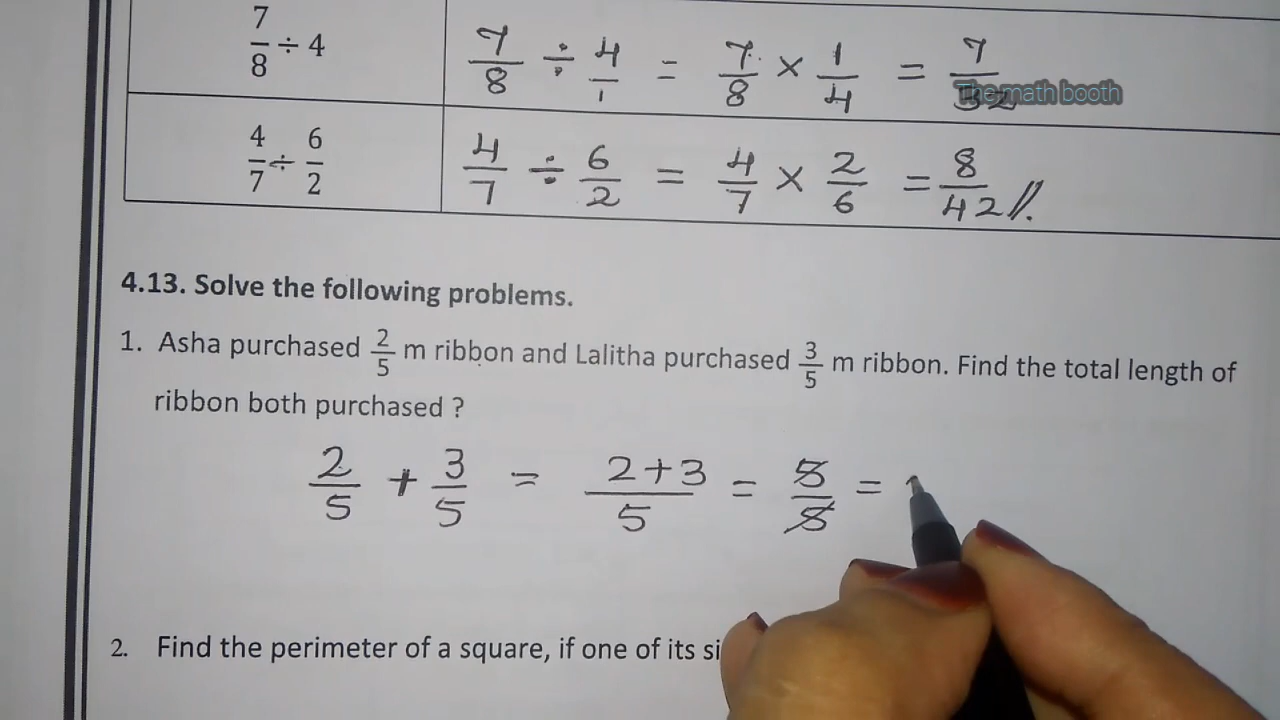 7/8 ÷ 4 7/8 ÷ 4/1 = 7/8 × 1/4 = 7/32
The math booth
4/7 ÷ 6/2 4/7 ÷ 6/2 = 4/7 × 2/6 = 8/42 //.
4.13. Solve the following problems.
1. Asha purchased 2/5 m ribbon and Lalitha purchased 3/5 m ribbon. Find the total length of
ribbon both purchased ?
2/5 + 3/5 = 2+3/5 = 5/5 =
2. Find the perimeter of a square, if one of its